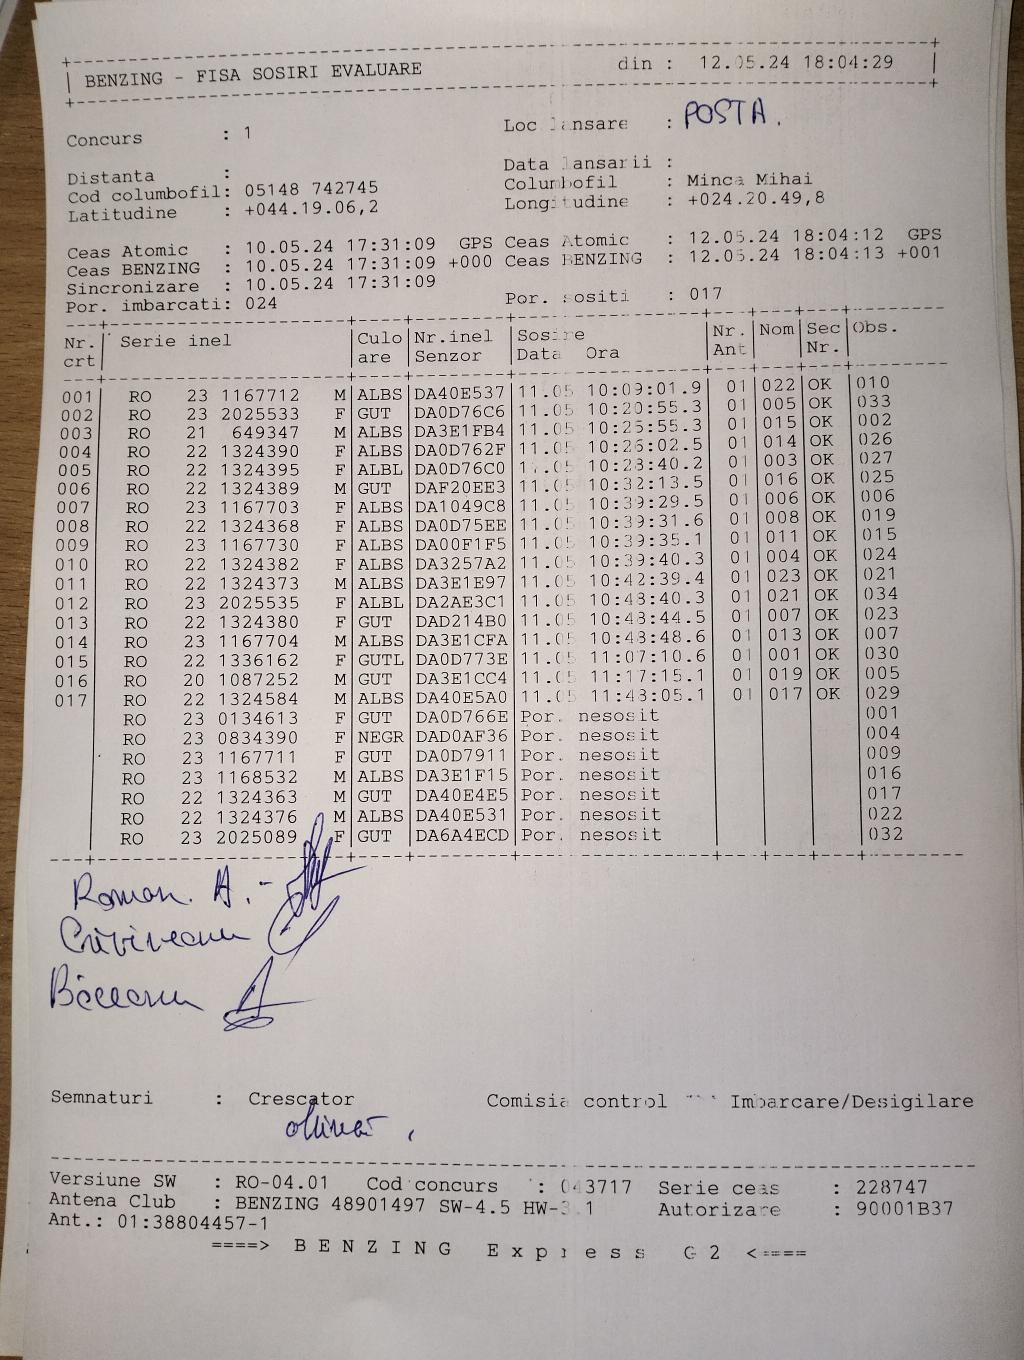 BENZING - FISA SOSIRI EVALUARE din : 12.05.24 18:04:29
Concurs : 1 Loc lansare : POSTA.
Distanta : Data lansarii :
Cod columbofil: 05148 742745 Columbofil : Minca Mihai
Latitudine : +044.19.06,2 Longitudine : +024.20.49,8
Ceas Atomic : 10.05.24 17:31:09 GPS Ceas Atomic : 12.05.24 18:04:12 GPS
Ceas BENZING : 10.05.24 17:31:09 +000 Ceas BENZING : 12.05.24 18:04:13 +001
Sincronizare : 10.05.24 17:31:09
Por. imbarcati: 024 Por. sositi : 017
Nr. crt Serie inel Culo are Nr.inel Senzor Sosire Data Ora Nr. Ant Nom Sec Nr. Obs.
001 RO 23 1167712 M ALBS DA40E537 11.05 10:09:01.9 01 022 OK 010
002 RO 23 2025533 F GUT DA0D76C6 11.05 10:20:55.3 01 005 OK 033
003 RO 21 649347 M ALBS DA3E1FB4 11.05 10:25:55.3 01 015 OK 002
004 RO 22 1324390 F ALBS DA0D762F 11.05 10:26:02.5 01 014 OK 026
005 RO 22 1324395 F ALBL DA0D76C0 11.05 10:28:40.2 01 003 OK 027
006 RO 22 1324389 M GUT DAF20EE3 11.05 10:32:13.5 01 016 OK 025
007 RO 23 1167703 F ALBS DA1049C8 11.05 10:39:29.5 01 006 OK 006
008 RO 22 1324368 F ALBS DA0D75EE 11.05 10:39:31.6 01 008 OK 019
009 RO 23 1167730 F ALBS DA00F1F5 11.05 10:39:35.1 01 011 OK 015
010 RO 22 1324382 F ALBS DA3257A2 11.05 10:39:40.3 01 004 OK 024
011 RO 22 1324373 M ALBS DA3E1E97 11.05 10:42:39.4 01 023 OK 021
012 RO 23 2025535 F ALBL DA2AE3C1 11.05 10:43:40.3 01 021 OK 034
013 RO 22 1324380 F GUT DAD214B0 11.05 10:43:44.5 01 007 OK 023
014 RO 23 1167704 M ALBS DA3E1CFA 11.05 10:43:48.6 01 013 OK 007
015 RO 22 1336162 F GUTL DA0D773E 11.05 11:07:10.6 01 001 OK 030
016 RO 20 1087252 M GUT DA3E1CC4 11.05 11:17:15.1 01 019 OK 005
017 RO 22 1324584 M ALBS DA40E5A0 11.05 11:43:05.1 01 017 OK 029
RO 23 0134613 F GUT DA0D766E Por. nesosit 001
RO 23 0834390 F NEGR DAD0AF36 Por. nesosit 004
RO 23 1167711 F GUT DA0D7911 Por. nesosit 009
RO 23 1168532 M ALBS DA3E1F15 Por. nesosit 016
RO 22 1324363 M GUT DA40E4E5 Por. nesosit 017
RO 22 1324376 M ALBS DA40E531 Por. nesosit 022
RO 23 2025089 F GUT DA6A4ECD Por. nesosit 032
Roman. A. -
Semnaturi : Crescator Comisia control Imbarcare/Desigilare
Versiune SW : RO-04.01 Cod concurs : 043717 Serie ceas : 228747
Antena Club : BENZING 48901497 SW-4.5 HW-3.1 Autorizare : 90001B37
Ant.: 01:38804457-1
====> BENZING Express G2 <====